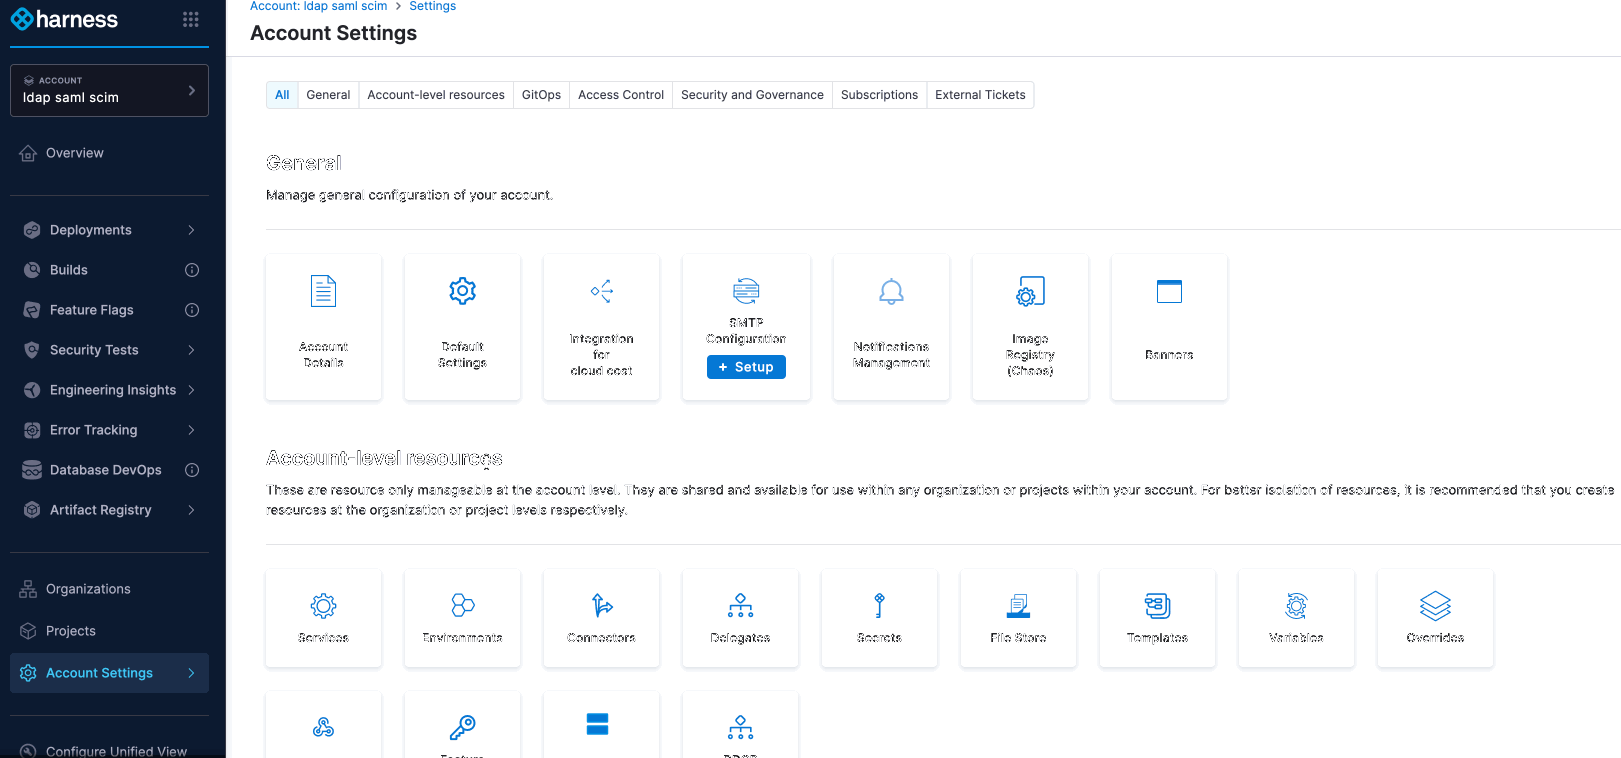 harness
ACCOUNT
ldap saml scim
Overview
Deployments
Builds
Feature Flags
Security Tests
Engineering Insights
Error Tracking
Database DevOps
Artifact Registry
Organizations
Projects
Account Settings
Configure Unified View
Account: ldap saml scim > Settings
Account Settings
All General Account-level resources GitOps Access Control Security and Governance Subscriptions External Tickets
General
Manage general configuration of your account.
Account
Details
Default
Settings
Integration
for
cloud cost
SMTP
Configuration
+ Setup
Notifications
Management
Image
Registry
(Chaos)
Banners
Account-level resources
These are resource only manageable at the account level. They are shared and available for use within any organization or projects within your account. For better isolation of resources, it is recommended that you create
resources at the organization or project levels respectively.
Services
Environments
Connectors
Delegates
Secrets
File Store
Templates
Variables
Overrides